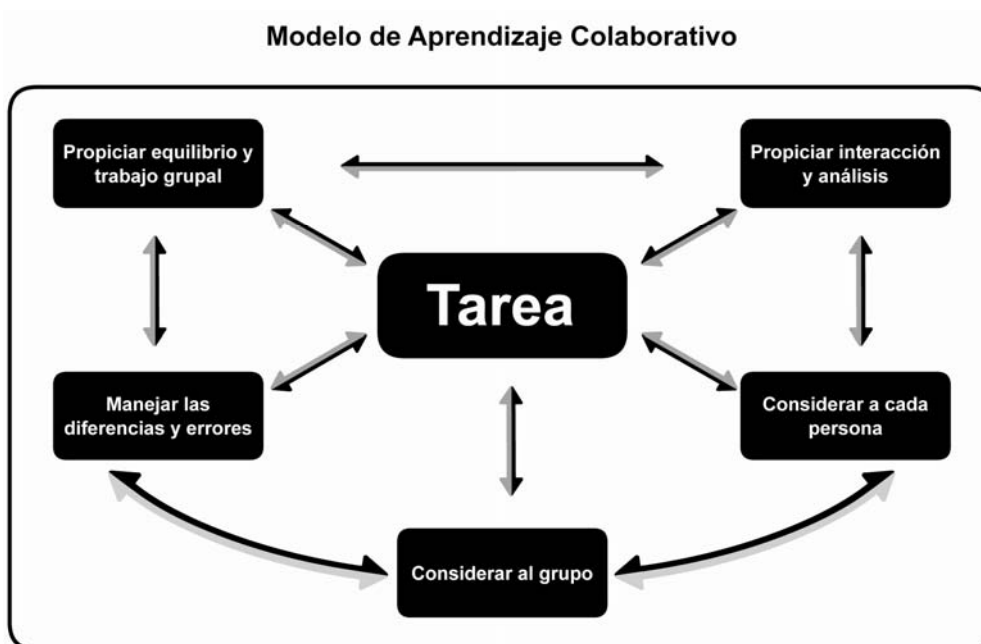 Modelo de Aprendizaje Colaborativo
Propiciar equilibrio y
trabajo grupal
Propiciar interacción
y análisis
Tarea
Manejar las
diferencias y errores
Considerar a cada
persona
Considerar al grupo